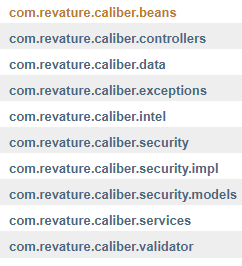 com.revature.caliber.beans
com.revature.caliber.controllers
com.revature.caliber.data
com.revature.caliber.exceptions
com.revature.caliber.intel
com.revature.caliber.security
com.revature.caliber.security.impl
com.revature.caliber.security.models
com.revature.caliber.services
com.revature.caliber.validator